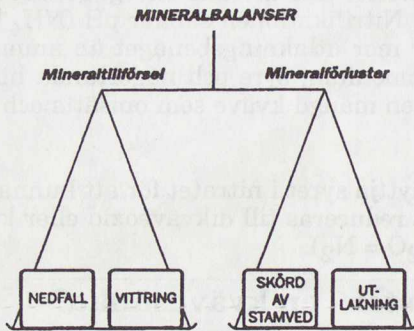 MINERALBALANSER
Mineraltillförsel
Mineralförluster
NEDFALL
VITTRING
SKÖRD
AV
STAMVED
UT-
LAKNING